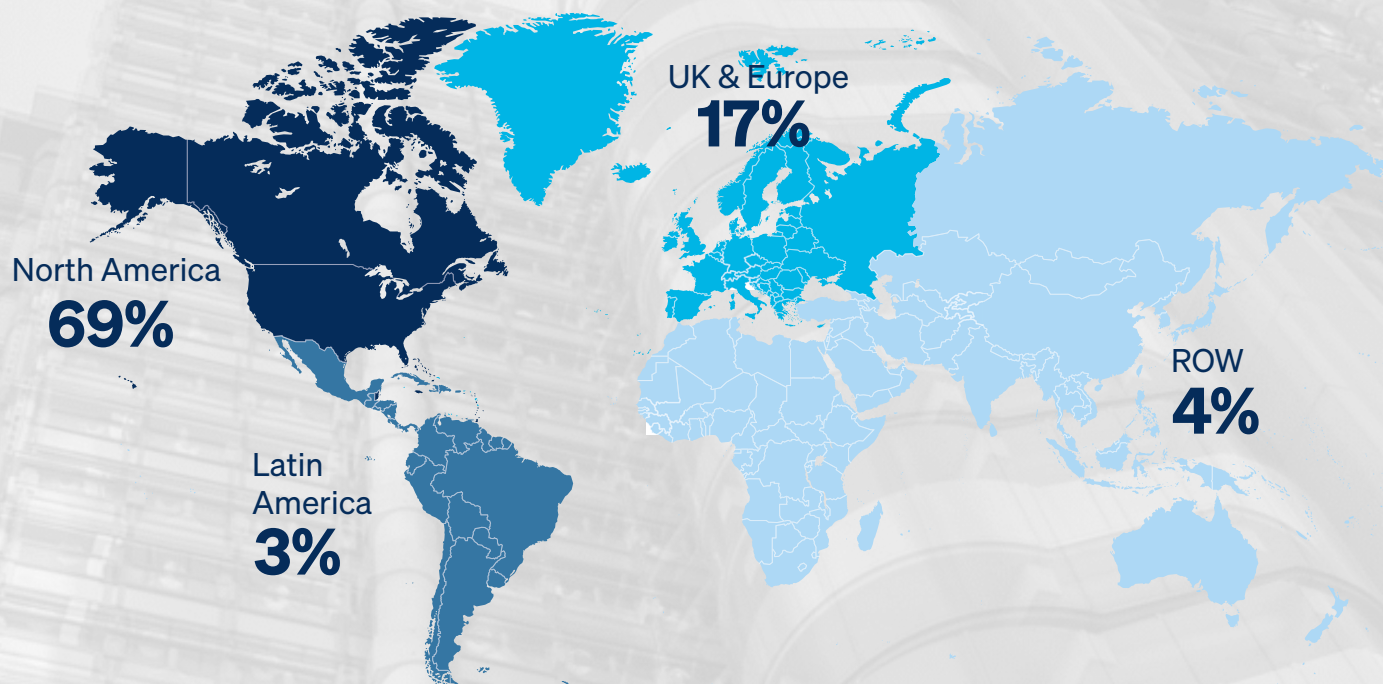 UK & Europe
17%
North America
69%
ROW
4%
Latin
America
3%